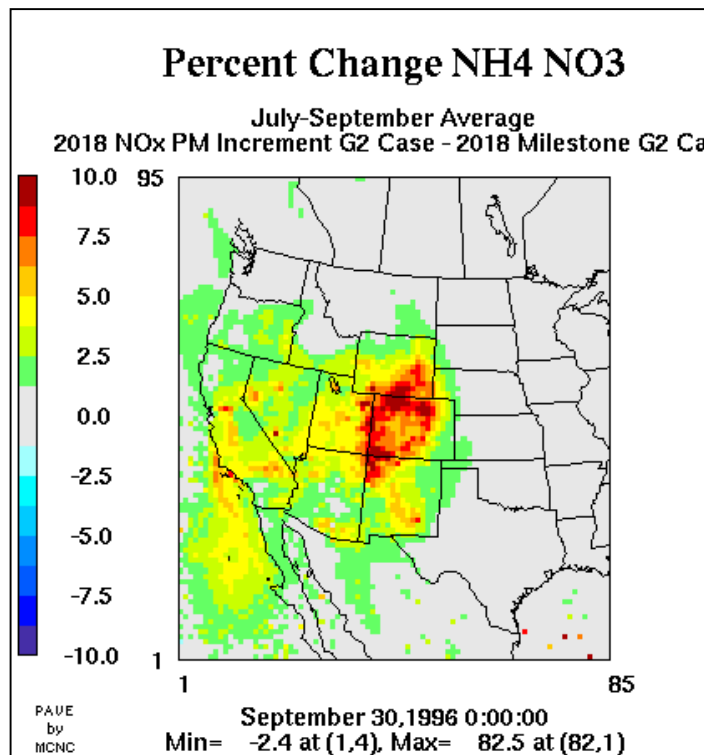 Percent Change NH4 NO3
July-September Average
2018 NOx PM Increment G2 Case - 2018 Milestone G2 Ca
10.0
7.5
5.0
2.5
0.0
-2.5
-5.0
-7.5
-10.0
95
1
1
85
PAVE
by
MCNC
September 30,1996 0:00:00
Min= -2.4 at (1,4), Max= 82.5 at (82,1)